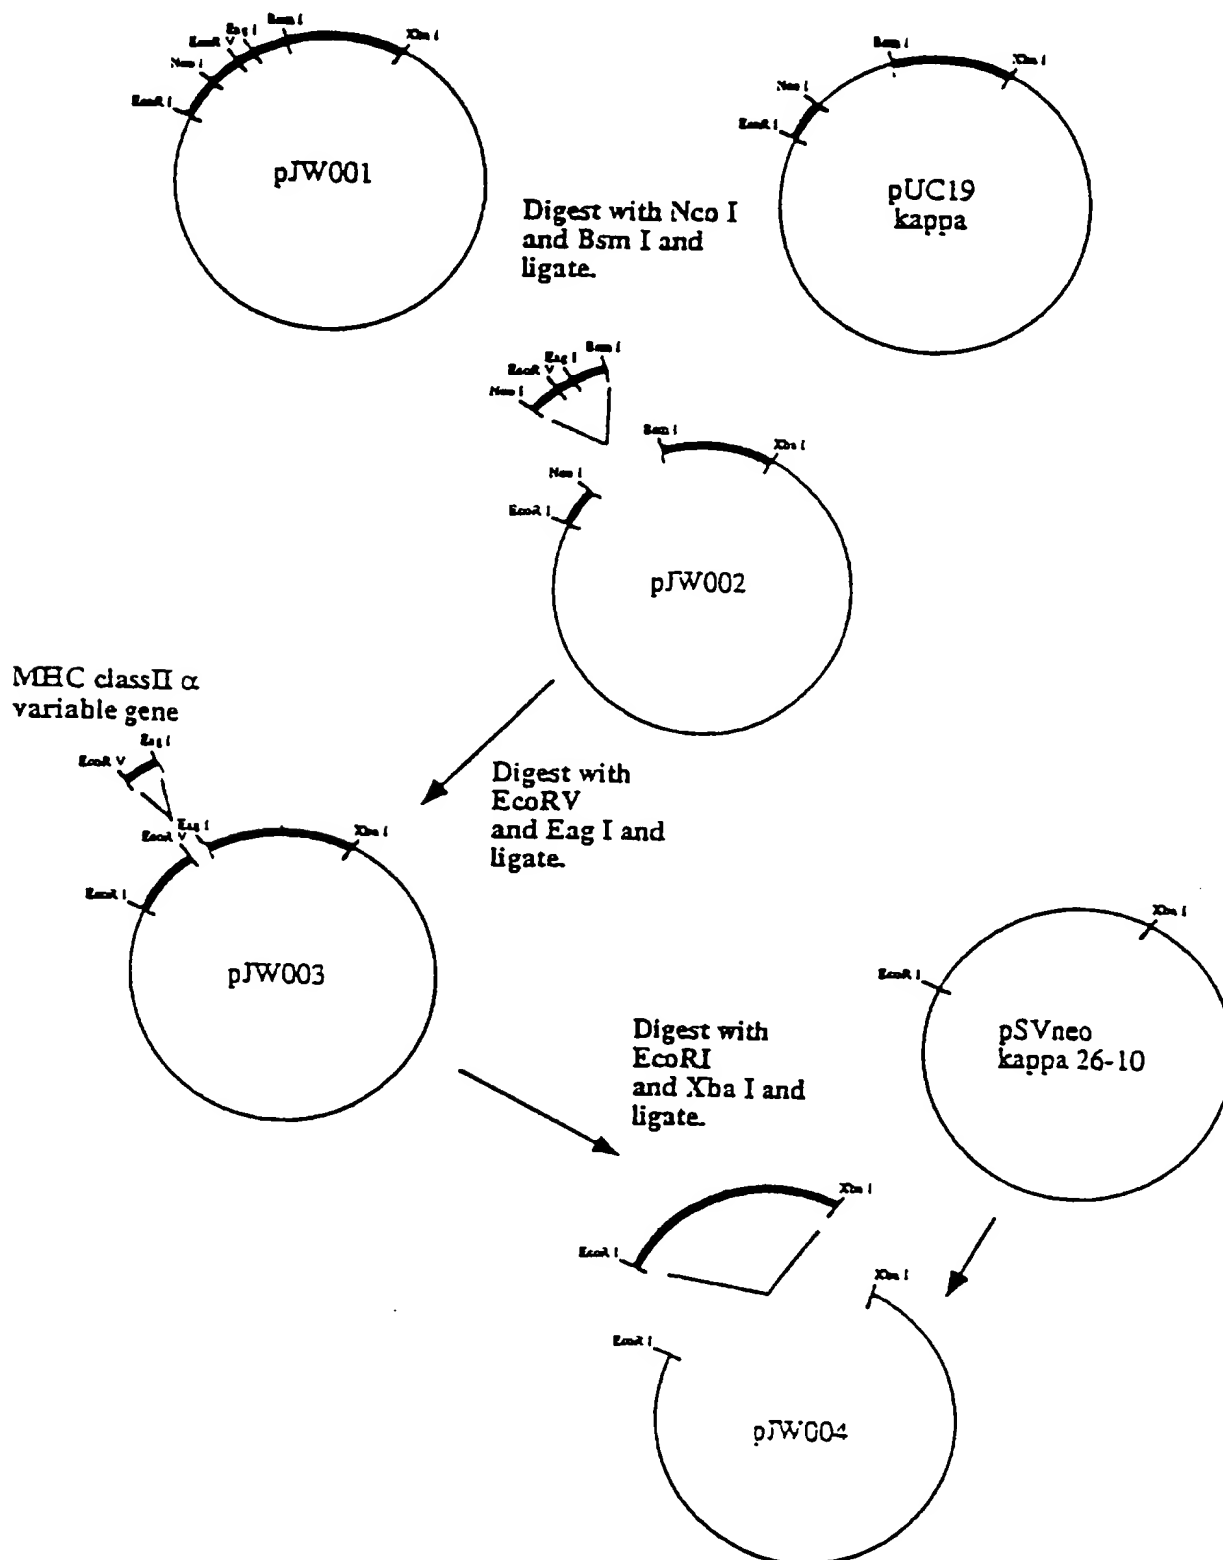 EcoR I
Nco I
EcoR V
Eag I
Bsm I
Xba I
pJW001
Bsm I
Xba I
Nco I
EcoR I
pUC19
kappa
Digest with Nco I
and Bsm I and
ligate.
Nco I
EcoR V
Eag I
Bsm I
Bsm I
Xba I
Nco I
EcoR I
pJW002
MHC classII α
variable gene
EcoR V
Eag I
Digest with
EcoRV
and Eag I and
ligate.
EcoR V
Eag I
Xba I
EcoR I
pJW003
Xba I
EcoR I
pSVneo
kappa 26-10
Digest with
EcoRI
and Xba I and
ligate.
Xba I
EcoR I
Xba I
EcoR I
pJW004